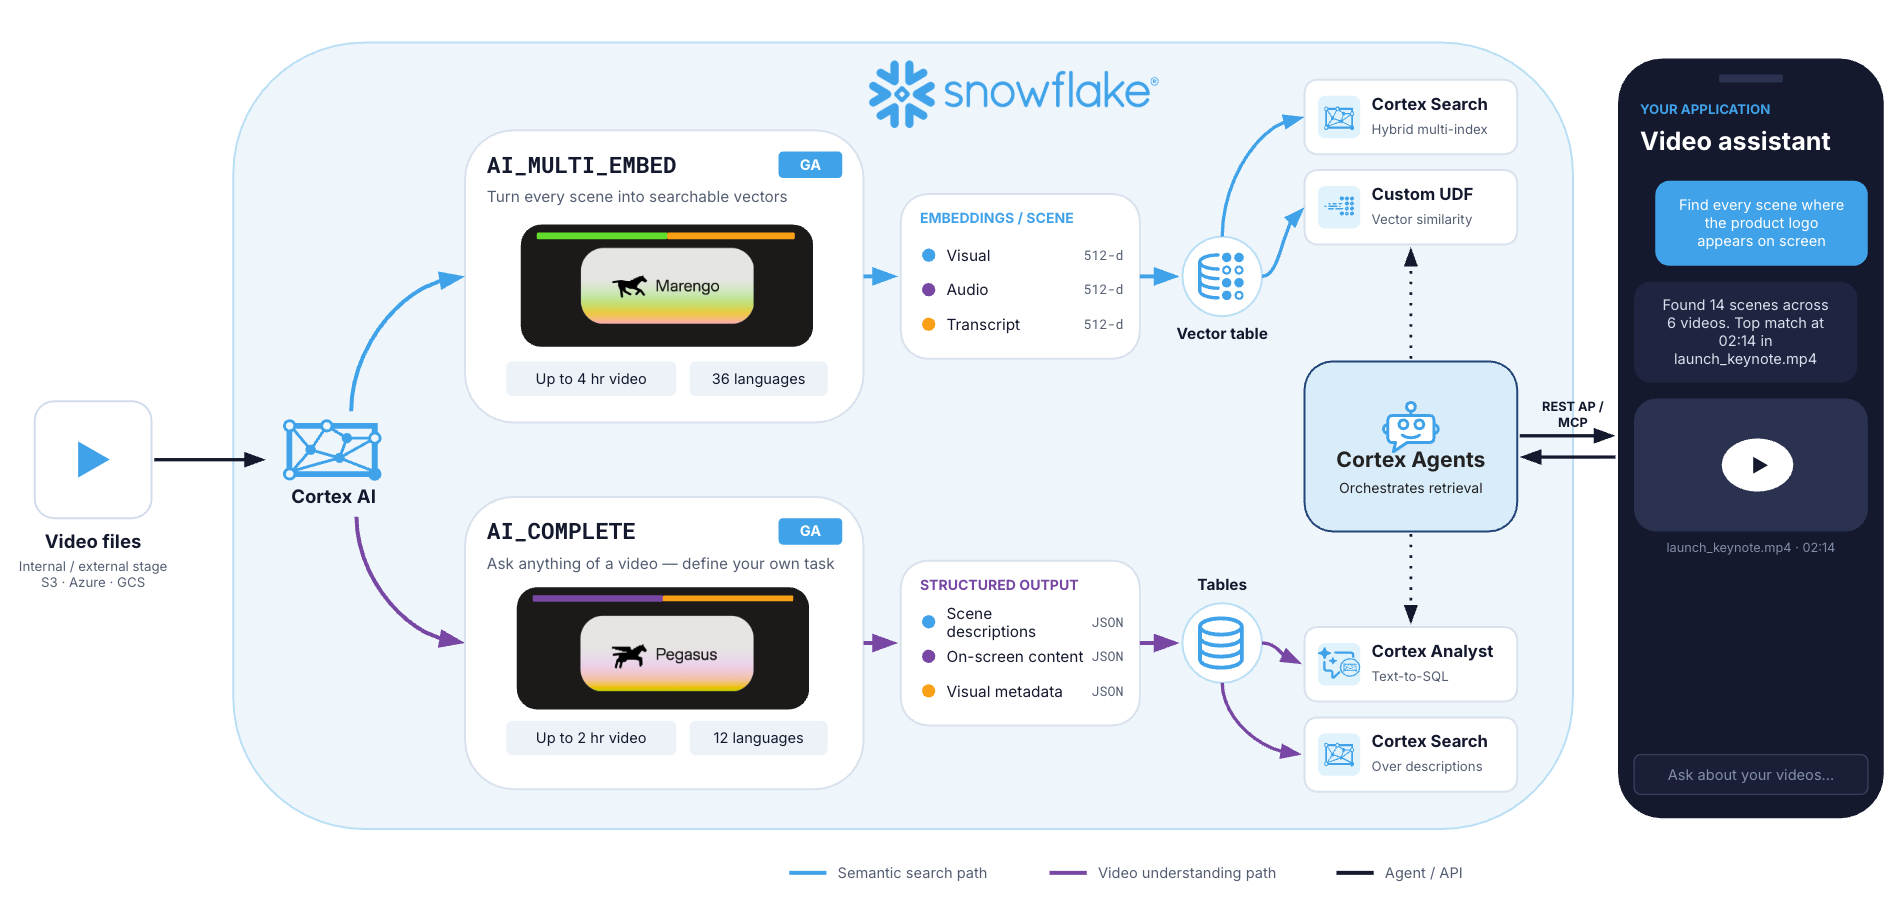 snowflake®
Video files
Internal / external stage
S3 · Azure · GCS
Cortex AI
AI_MULTI_EMBED
GA
Turn every scene into searchable vectors
Marengo
Up to 4 hr video
36 languages
EMBEDDINGS / SCENE
Visual 512-d
Audio 512-d
Transcript 512-d
Vector table
Cortex Search
Hybrid multi-index
Custom UDF
Vector similarity
AI_COMPLETE
GA
Ask anything of a video — define your own task
Pegasus
Up to 2 hr video
12 languages
STRUCTURED OUTPUT
Scene
descriptions JSON
On-screen content JSON
Visual metadata JSON
Tables
Cortex Agents
Orchestrates retrieval
Cortex Analyst
Text-to-SQL
Cortex Search
Over descriptions
REST AP /
MCP
YOUR APPLICATION
Video assistant
Find every scene where
the product logo
appears on screen
Found 14 scenes across
6 videos. Top match at
02:14 in
launch_keynote.mp4
launch_keynote.mp4 · 02:14
Ask about your videos...
Semantic search path
Video understanding path
Agent / API